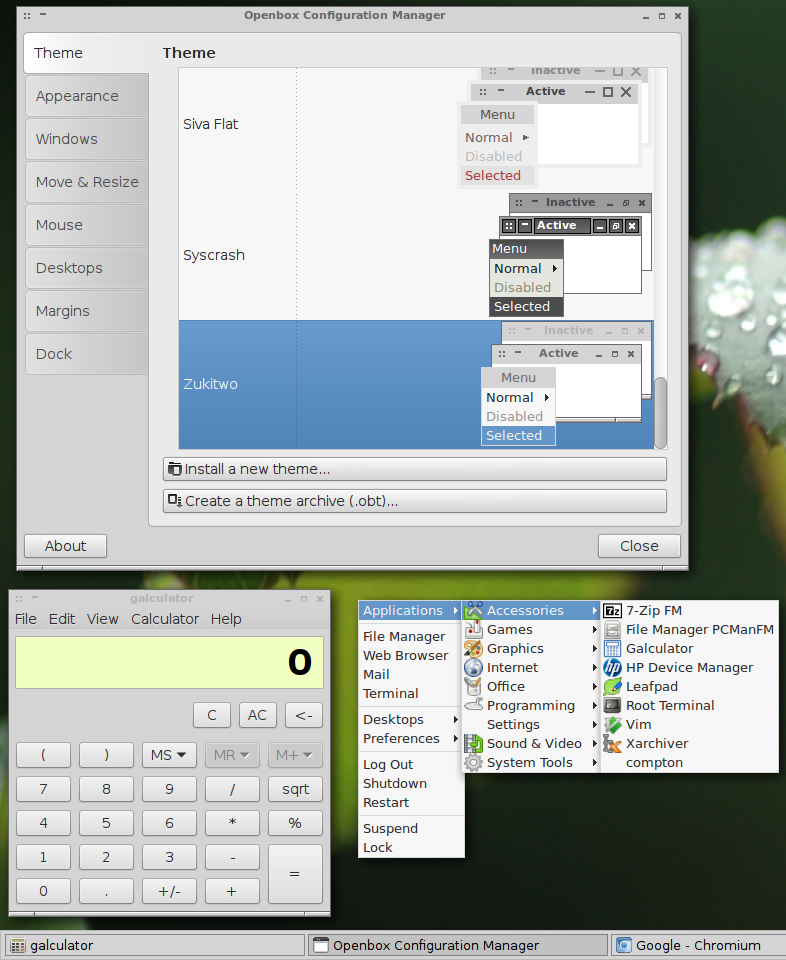 Openbox Configuration Manager
Theme
Appearance
Windows
Move & Resize
Mouse
Desktops
Margins
Dock
Theme
Siva Flat
Inactive
Active
Menu
Normal
Disabled
Selected
Syscrash
Inactive
Active
Menu
Normal
Disabled
Selected
Zukitwo
Inactive
Active
Menu
Normal
Disabled
Selected
Install a new theme...
Create a theme archive (.obt)...
About
Close
galculator
File Edit View Calculator Help
0
C AC <-
( ) MS MR M+
7 8 9 / sqrt
4 5 6 * %
1 2 3 - =
0 . +/- +
Applications
File Manager
Web Browser
Mail
Terminal
Desktops
Preferences
Log Out
Shutdown
Restart
Suspend
Lock
Accessories
Games
Graphics
Internet
Office
Programming
Settings
Sound & Video
System Tools
7z 7-Zip FM
File Manager PCManFM
Galculator
hp HP Device Manager
Leafpad
Root Terminal
Vim
Xarchiver
compton
galculator
Openbox Configuration Manager
Google - Chromium